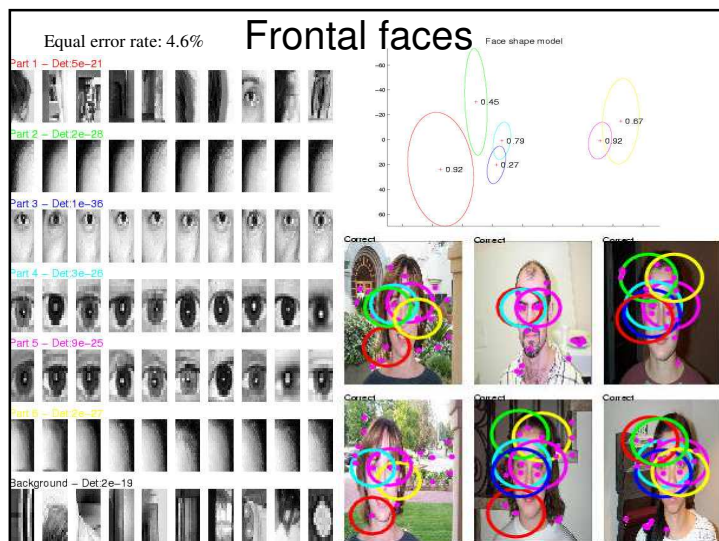 Frontal faces
Equal error rate: 4.6%
Part 1 – Det:5e–21
Part 2 – Det:2e–28
Part 3 – Det:1e–36
Part 4 – Det:3e–26
Part 5 – Det:9e–25
Part 6 – Det:2e–27
Background – Det:2e–19
Face shape model
−60
−40
−20
0
20
40
60
0.45
0.67
0.79
0.92
0.27
0.92
Correct
Correct
Correct
Correct
Correct
Correct